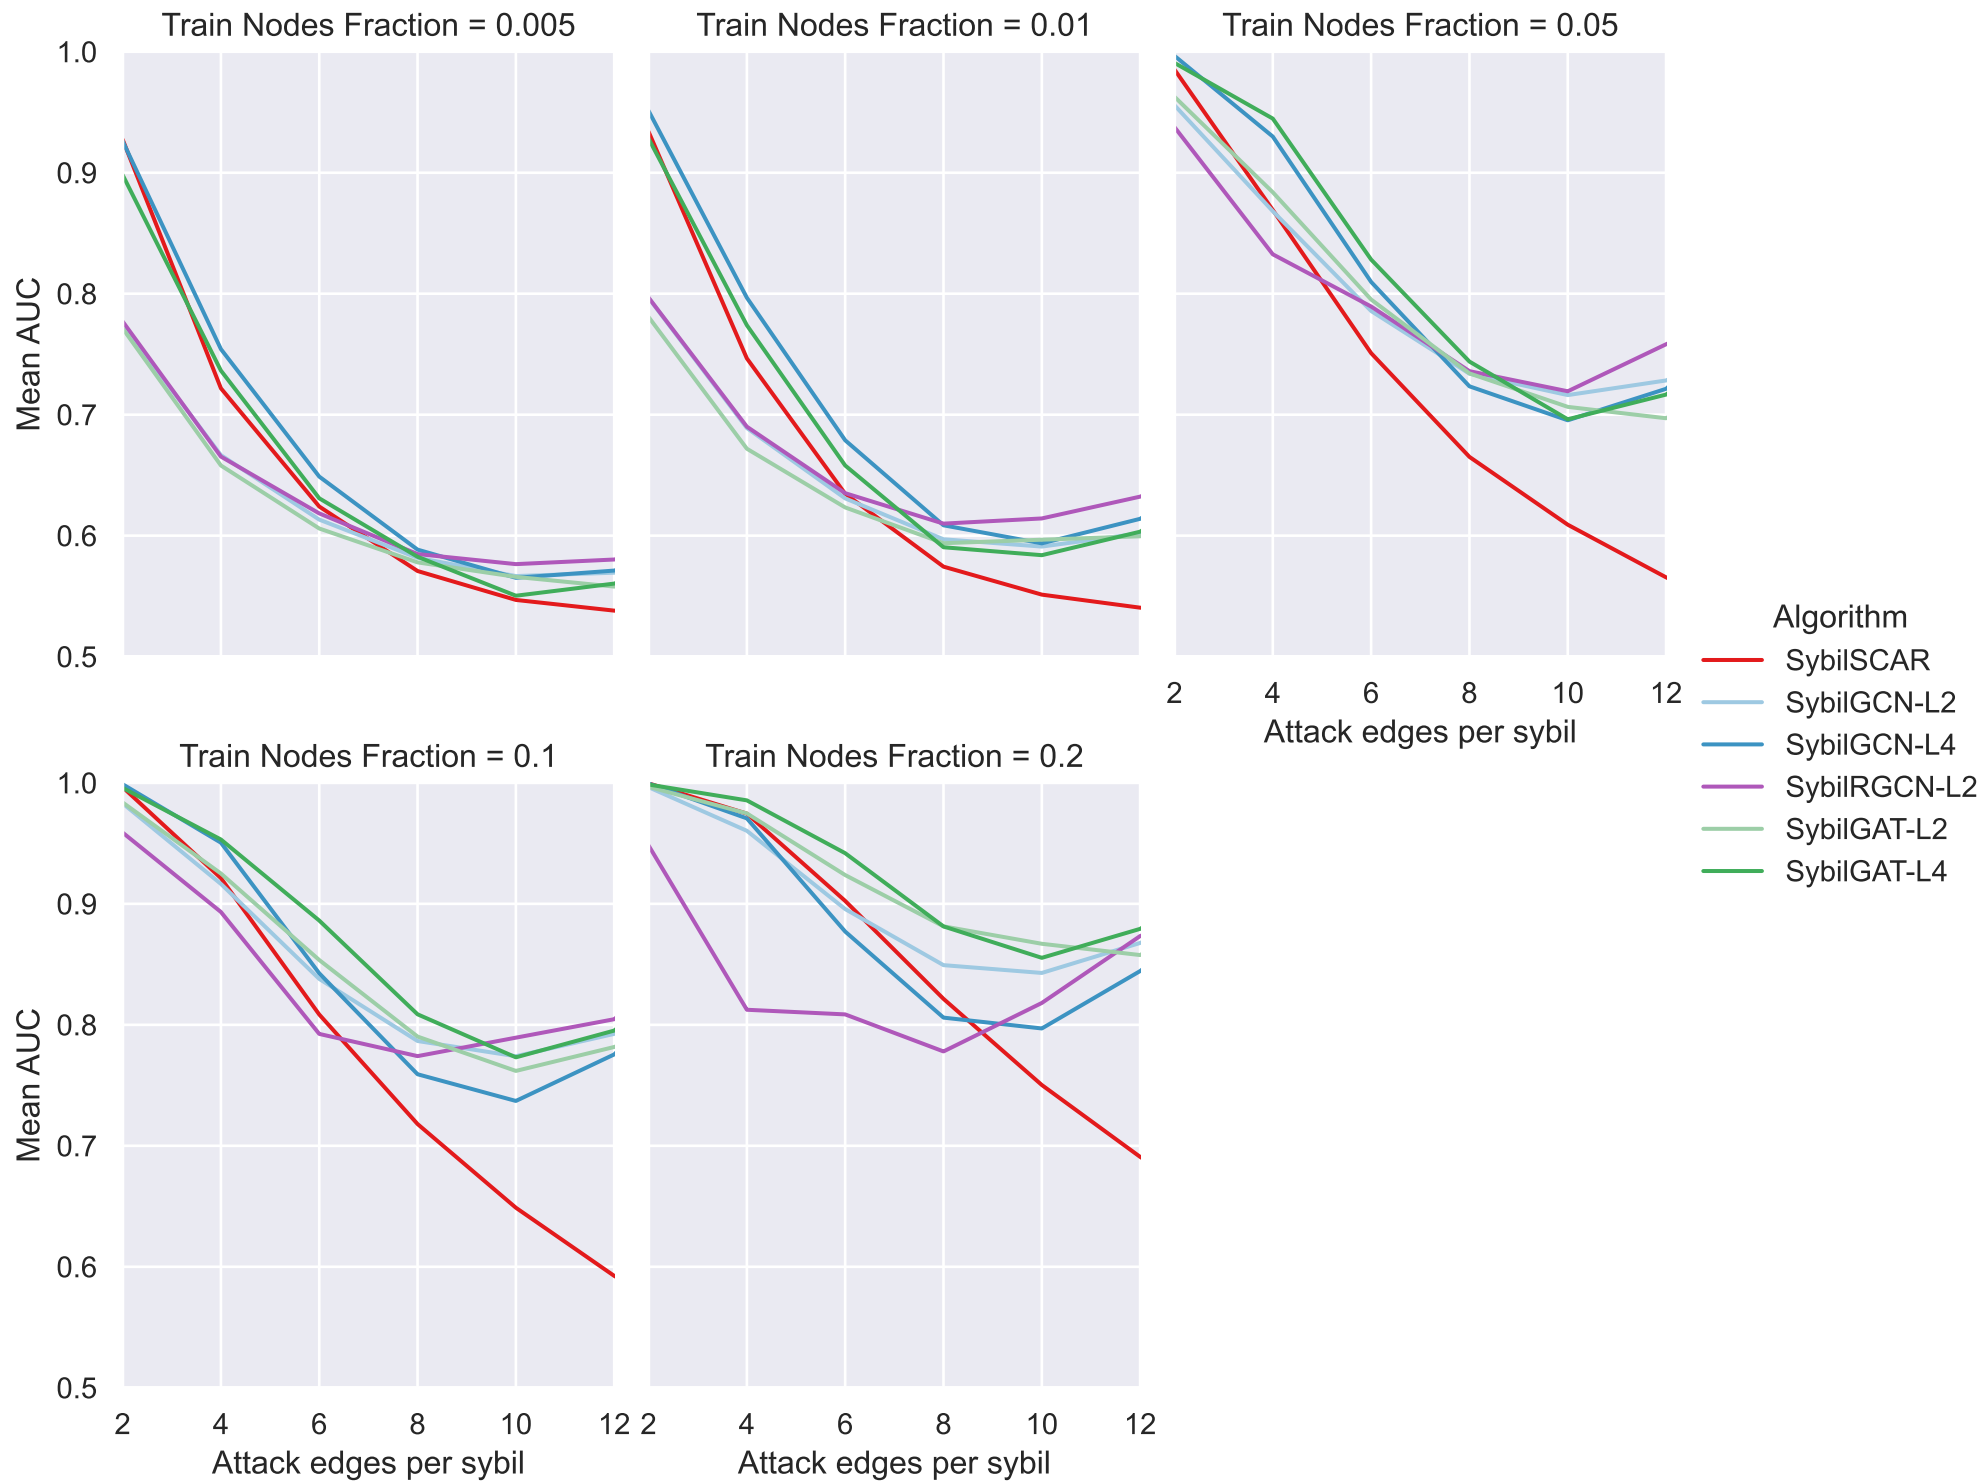 Train Nodes Fraction = 0.005
Train Nodes Fraction = 0.01
Train Nodes Fraction = 0.05
1.0
0.9
0.8
0.7
0.6
0.5
Mean AUC
2 4 6 8 10 12
Attack edges per sybil
Algorithm
SybilSCAR
SybilGCN-L2
SybilGCN-L4
SybilRGCN-L2
SybilGAT-L2
SybilGAT-L4
Train Nodes Fraction = 0.1
Train Nodes Fraction = 0.2
1.0
0.9
0.8
0.7
0.6
0.5
Mean AUC
2 4 6 8 10 12
2 4 6 8 10 12
Attack edges per sybil
Attack edges per sybil